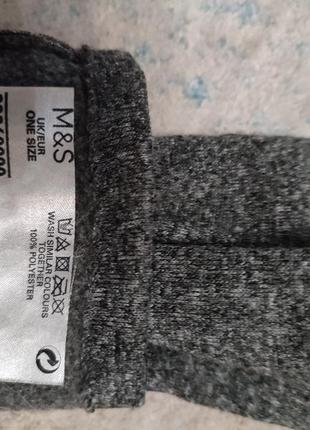 M&S
UK/EUR
ONE SIZE
WASH SIMILAR COLOURS
TOGETHER
100% POLYESTER